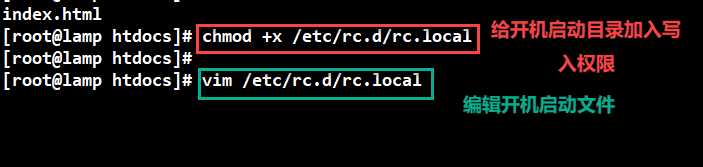 index.html
[root@lamp htdocs]# chmod +x /etc/rc.d/rc.local
给开机启动目录加入写
入权限
[root@lamp htdocs]#
[root@lamp htdocs]# vim /etc/rc.d/rc.local
编辑开机启动文件